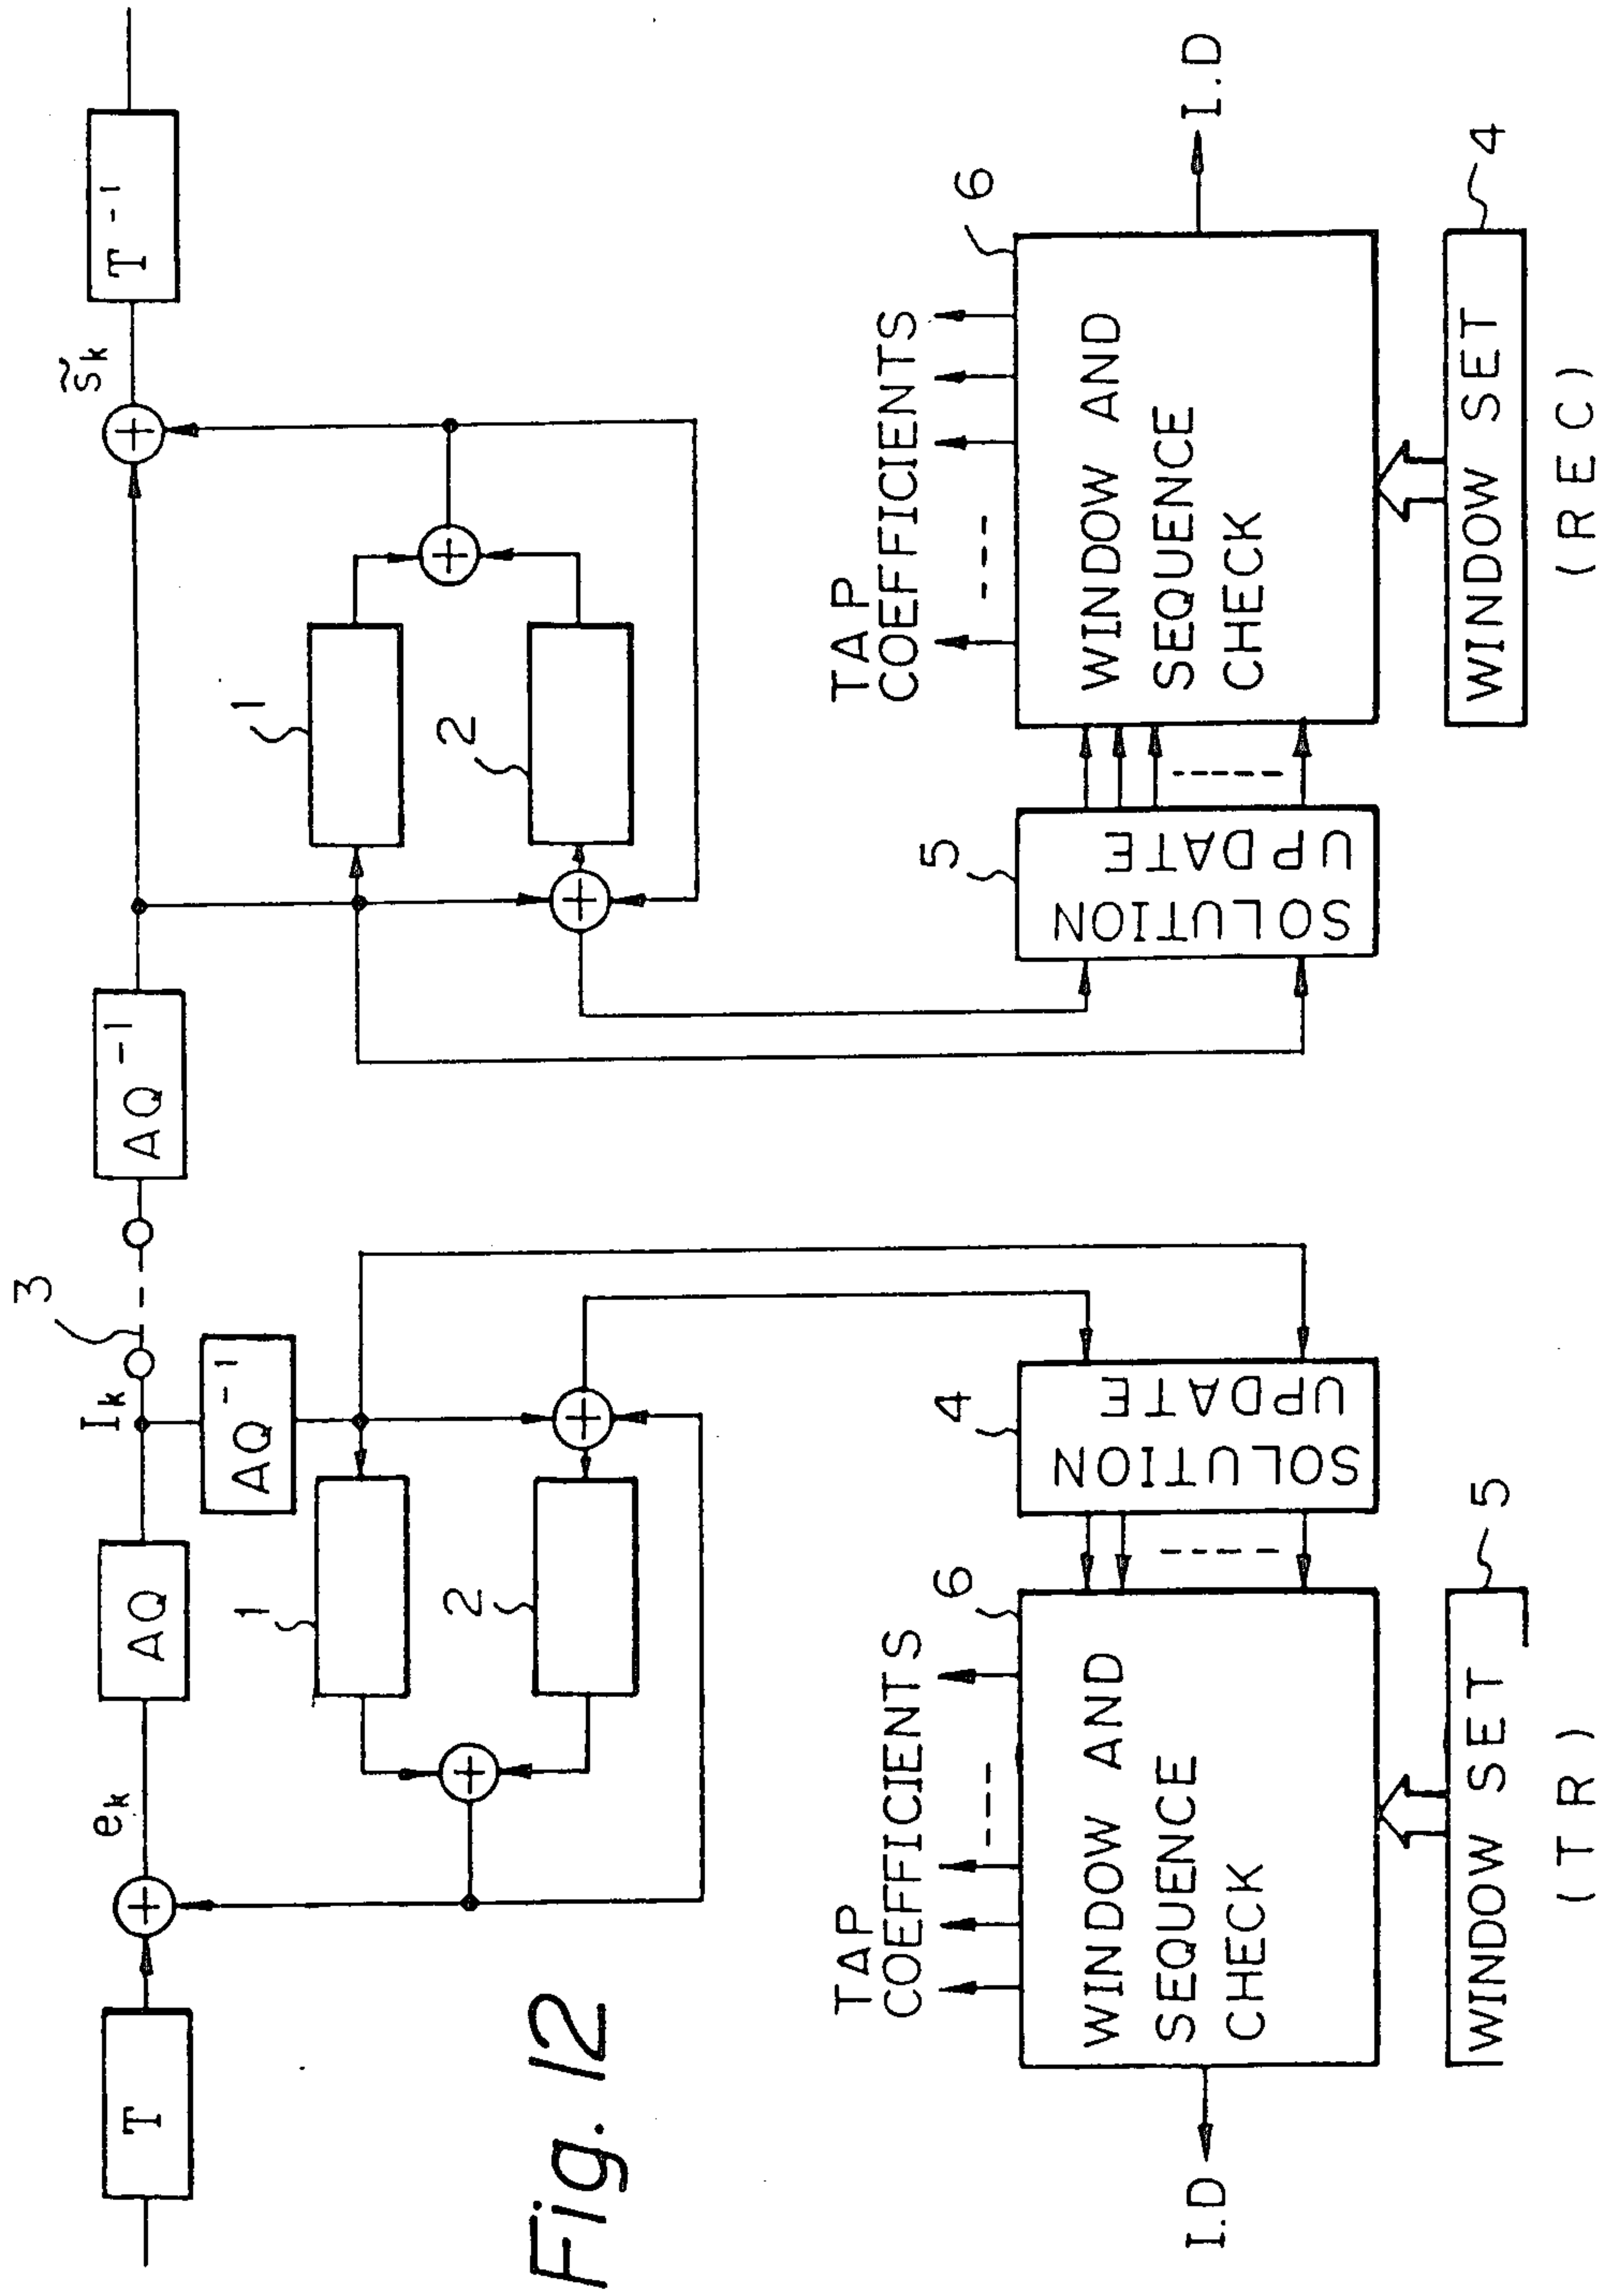 T
e_k
AQ
I_k
3
AQ⁻¹
AQ⁻¹
s̃_k
T⁻¹
1
2
1
2
Fig. 12
TAP
COEFFICIENTS
TAP
COEFFICIENTS
I.D
WINDOW AND
SEQUENCE
CHECK
6
SOLUTION
UPDATE
4
SOLUTION
UPDATE
5
WINDOW AND
SEQUENCE
CHECK
6
I.D
WINDOW SET
5
WINDOW SET
4
(TR)
(REC)